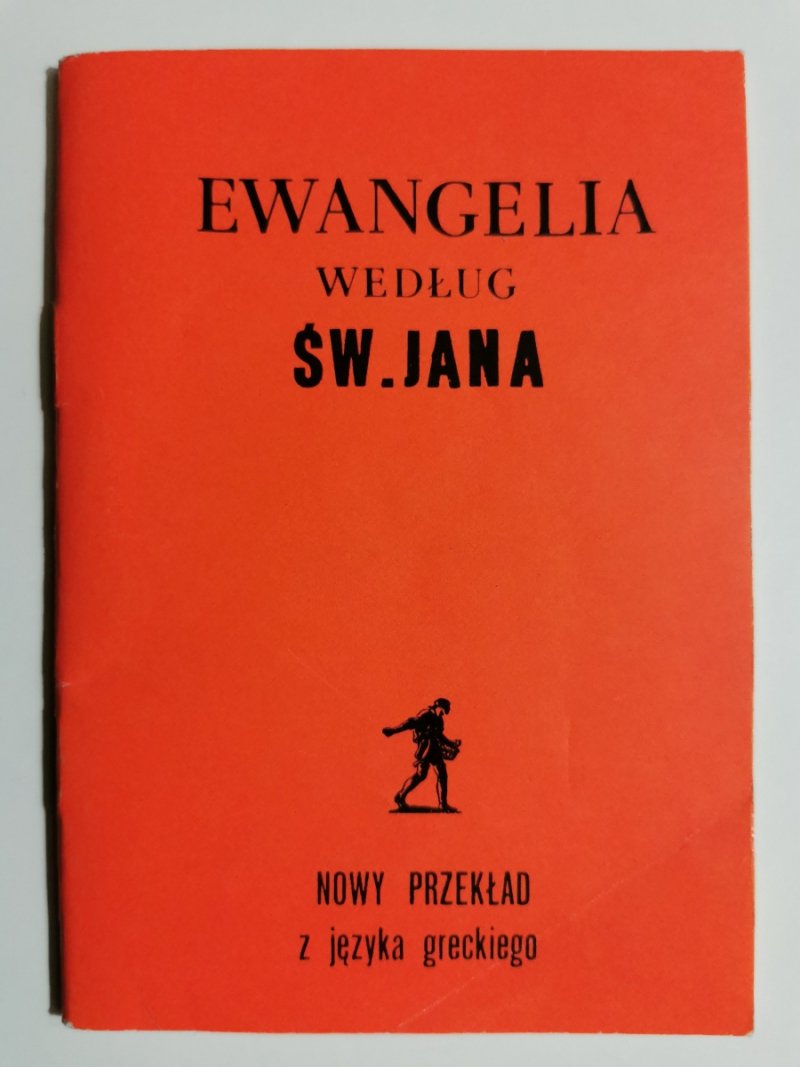 EWANGELIA
WEDŁUG
ŚW.JANA
NOWY PRZEKŁAD
z języka greckiego